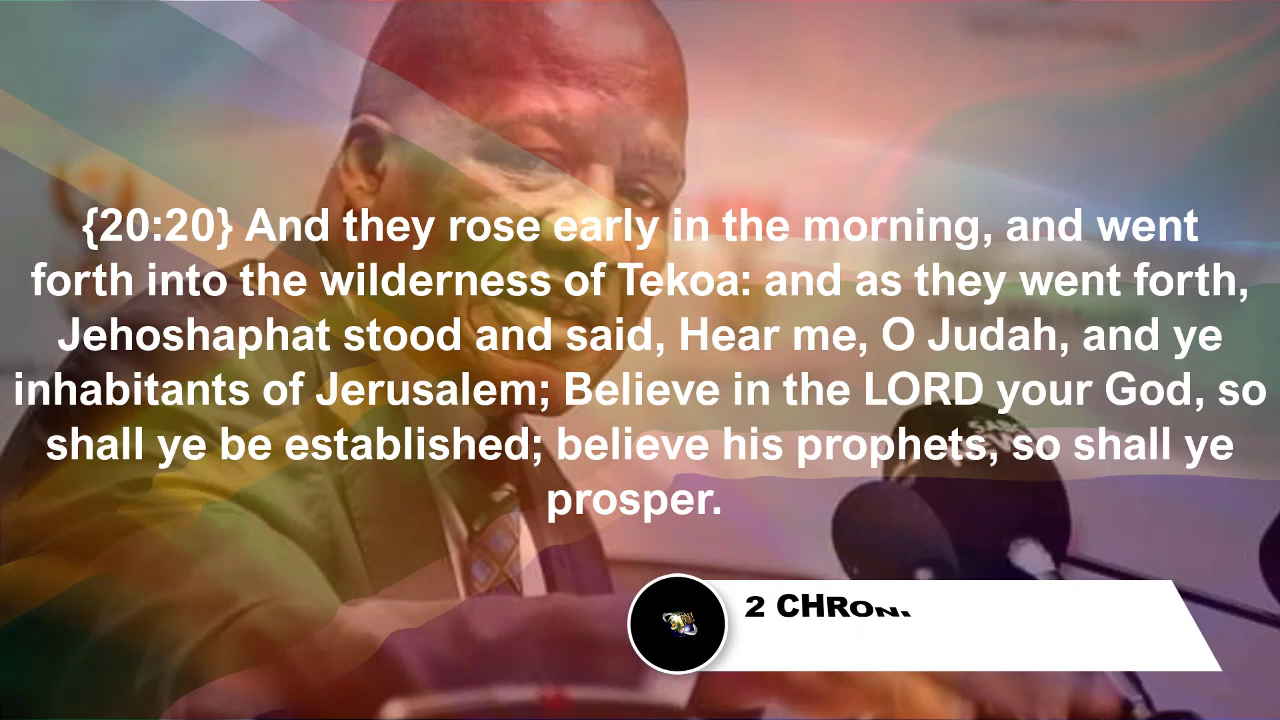 {20:20} And they rose early in the morning, and went
forth into the wilderness of Tekoa: and as they went forth,
Jehoshaphat stood and said, Hear me, O Judah, and ye
inhabitants of Jerusalem; Believe in the LORD your God, so
shall ye be established; believe his prophets, so shall ye
prosper.
2 CHRON.